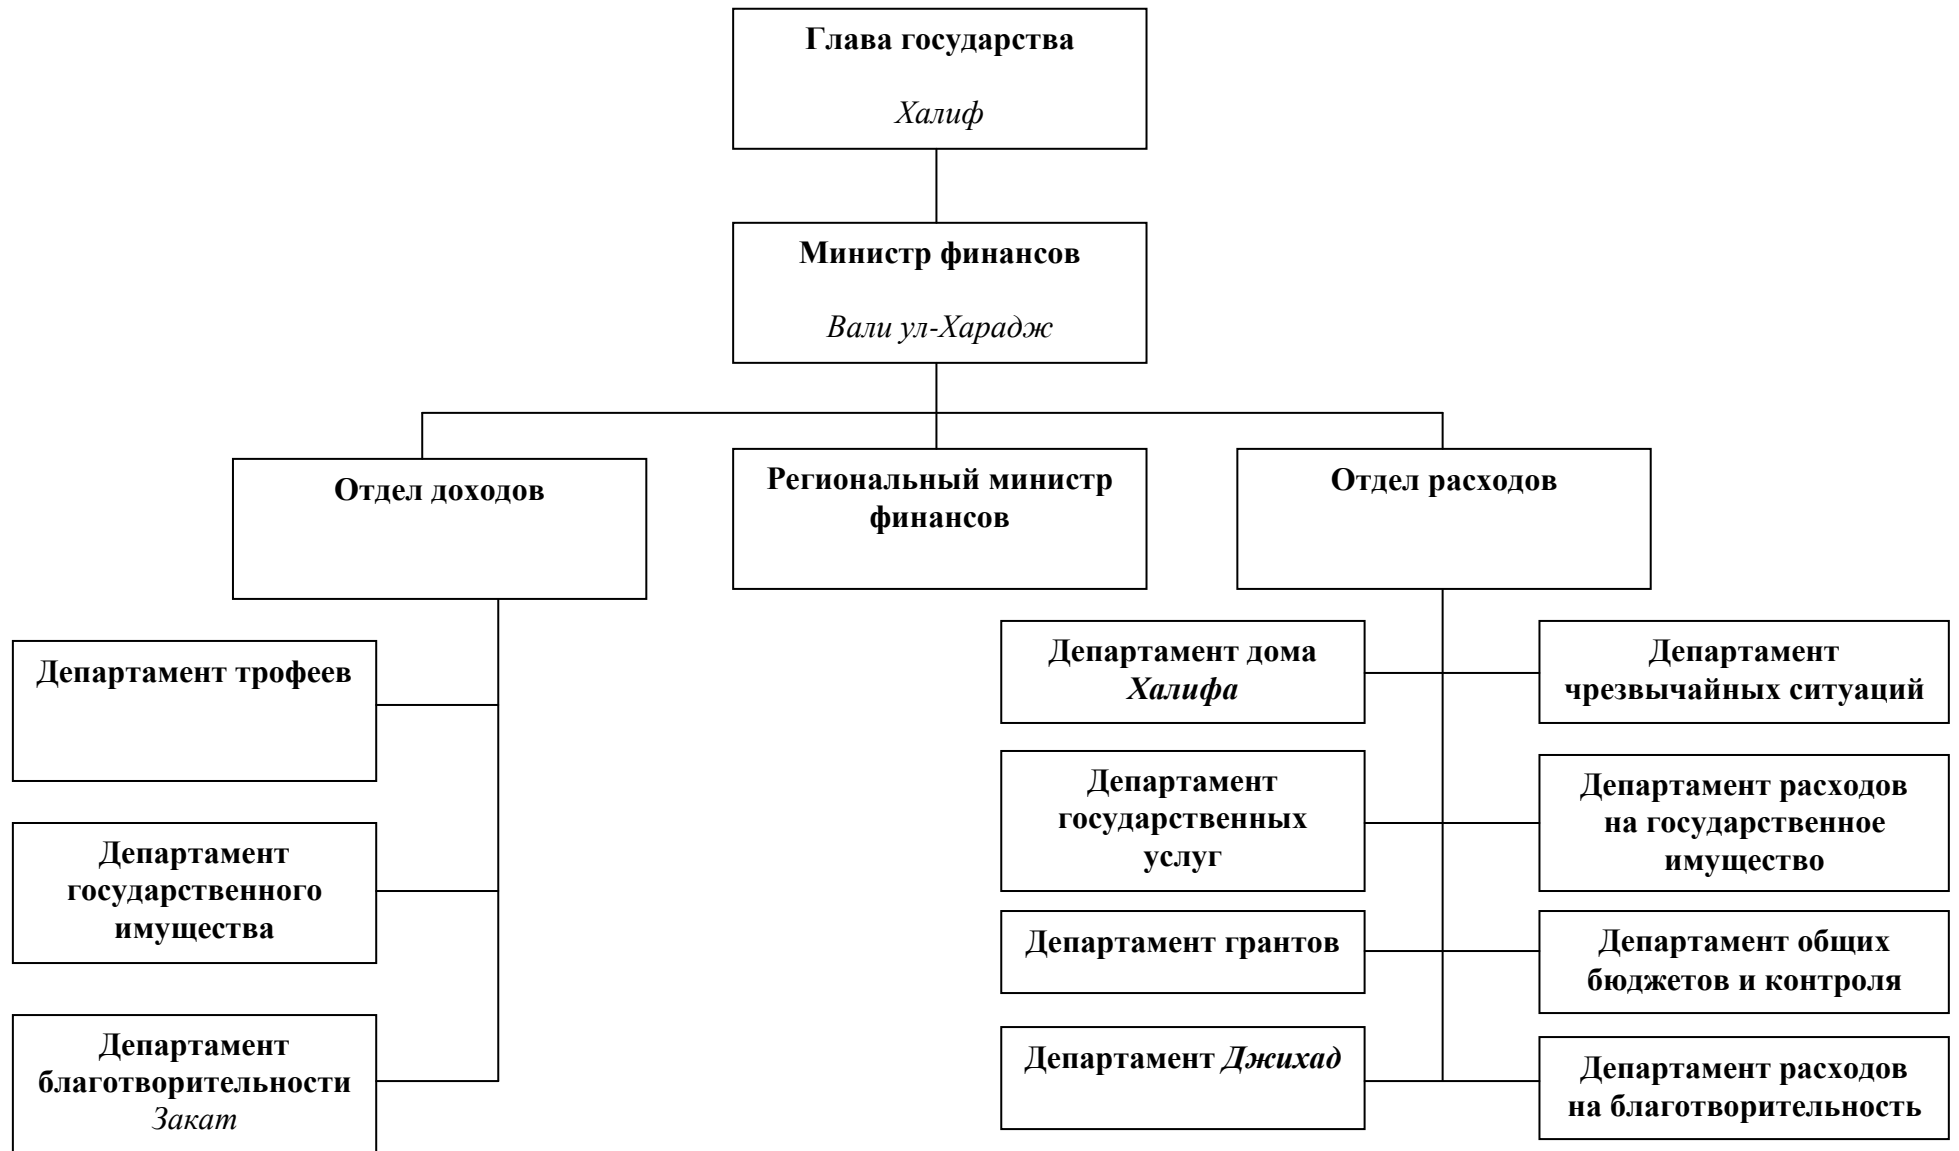 Глава государства
Халиф
Министр финансов
Вали ул-Харадж
Отдел доходов
Региональный министр
финансов
Отдел расходов
Департамент трофеев
Департамент
государственного
имущества
Департамент
благотворительности
Закат
Департамент дома
Халифа
Департамент
чрезвычайных ситуаций
Департамент
государственных
услуг
Департамент расходов
на государственное
имущество
Департамент грантов
Департамент общих
бюджетов и контроля
Департамент Джихад
Департамент расходов
на благотворительность